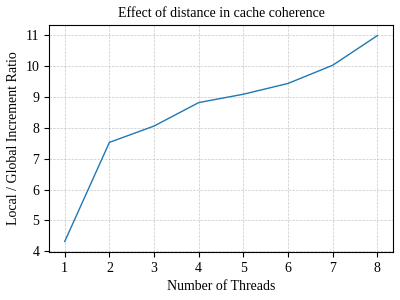 Effect of distance in cache coherence
Local / Global Increment Ratio
11
10
9
8
7
6
5
4
1 2 3 4 5 6 7 8
Number of Threads